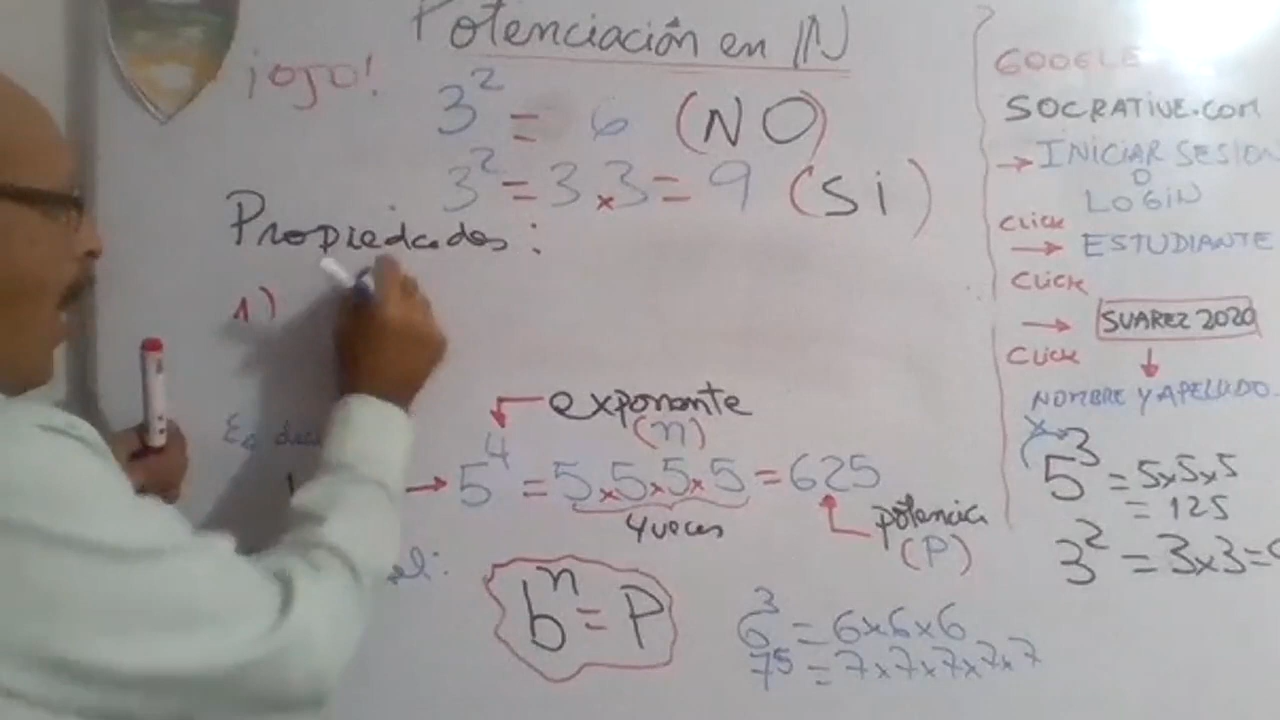 Potenciación en IN
¡OJO!
3² = 6 (NO)
3² = 3 x 3 = 9 (Si)
Propiedades:
1)
exponente
(n)
→ 5⁴ = 5x5x5x5 = 625
4 veces
potencia
(P)
bⁿ = P
6³ = 6x6x6
7⁵ = 7x7x7x7x7
GOOGLE
SOCRATIVE.com
→ INICIAR SESION
O
LOGIN
CLICK
→ ESTUDIANTE
CLICK
→ SUAREZ 2020
CLICK
NOMBRE Y APELLIDO
5³ = 5x5x5
= 125
3² = 3x3=